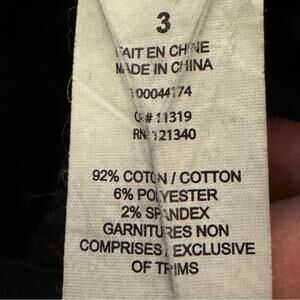 3
FAIT EN CHINE
MADE IN CHINA
00044174
C# 11319
RN# 121340
92% COTON / COTTON
6% POLYESTER
2% SPANDEX
GARNITURES NON
COMPRISES / EXCLUSIVE
OF TRIMS